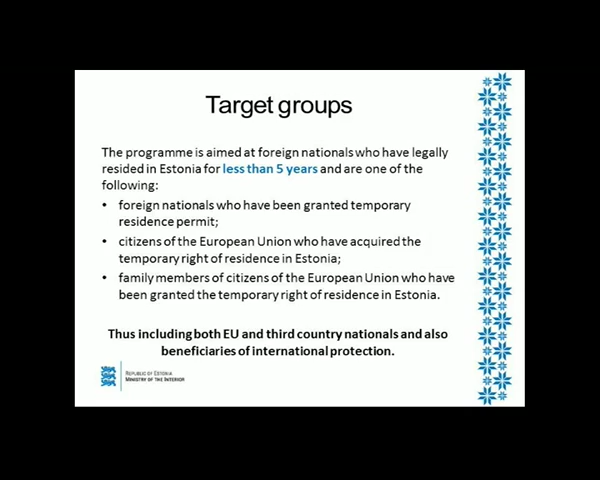 Target groups
The programme is aimed at foreign nationals who have legally
resided in Estonia for less than 5 years and are one of the
following:
• foreign nationals who have been granted temporary
residence permit;
• citizens of the European Union who have acquired the
temporary right of residence in Estonia;
• family members of citizens of the European Union who have
been granted the temporary right of residence in Estonia.
Thus including both EU and third country nationals and also
beneficiaries of international protection.
REPUBLIC OF ESTONIA
MINISTRY OF THE INTERIOR